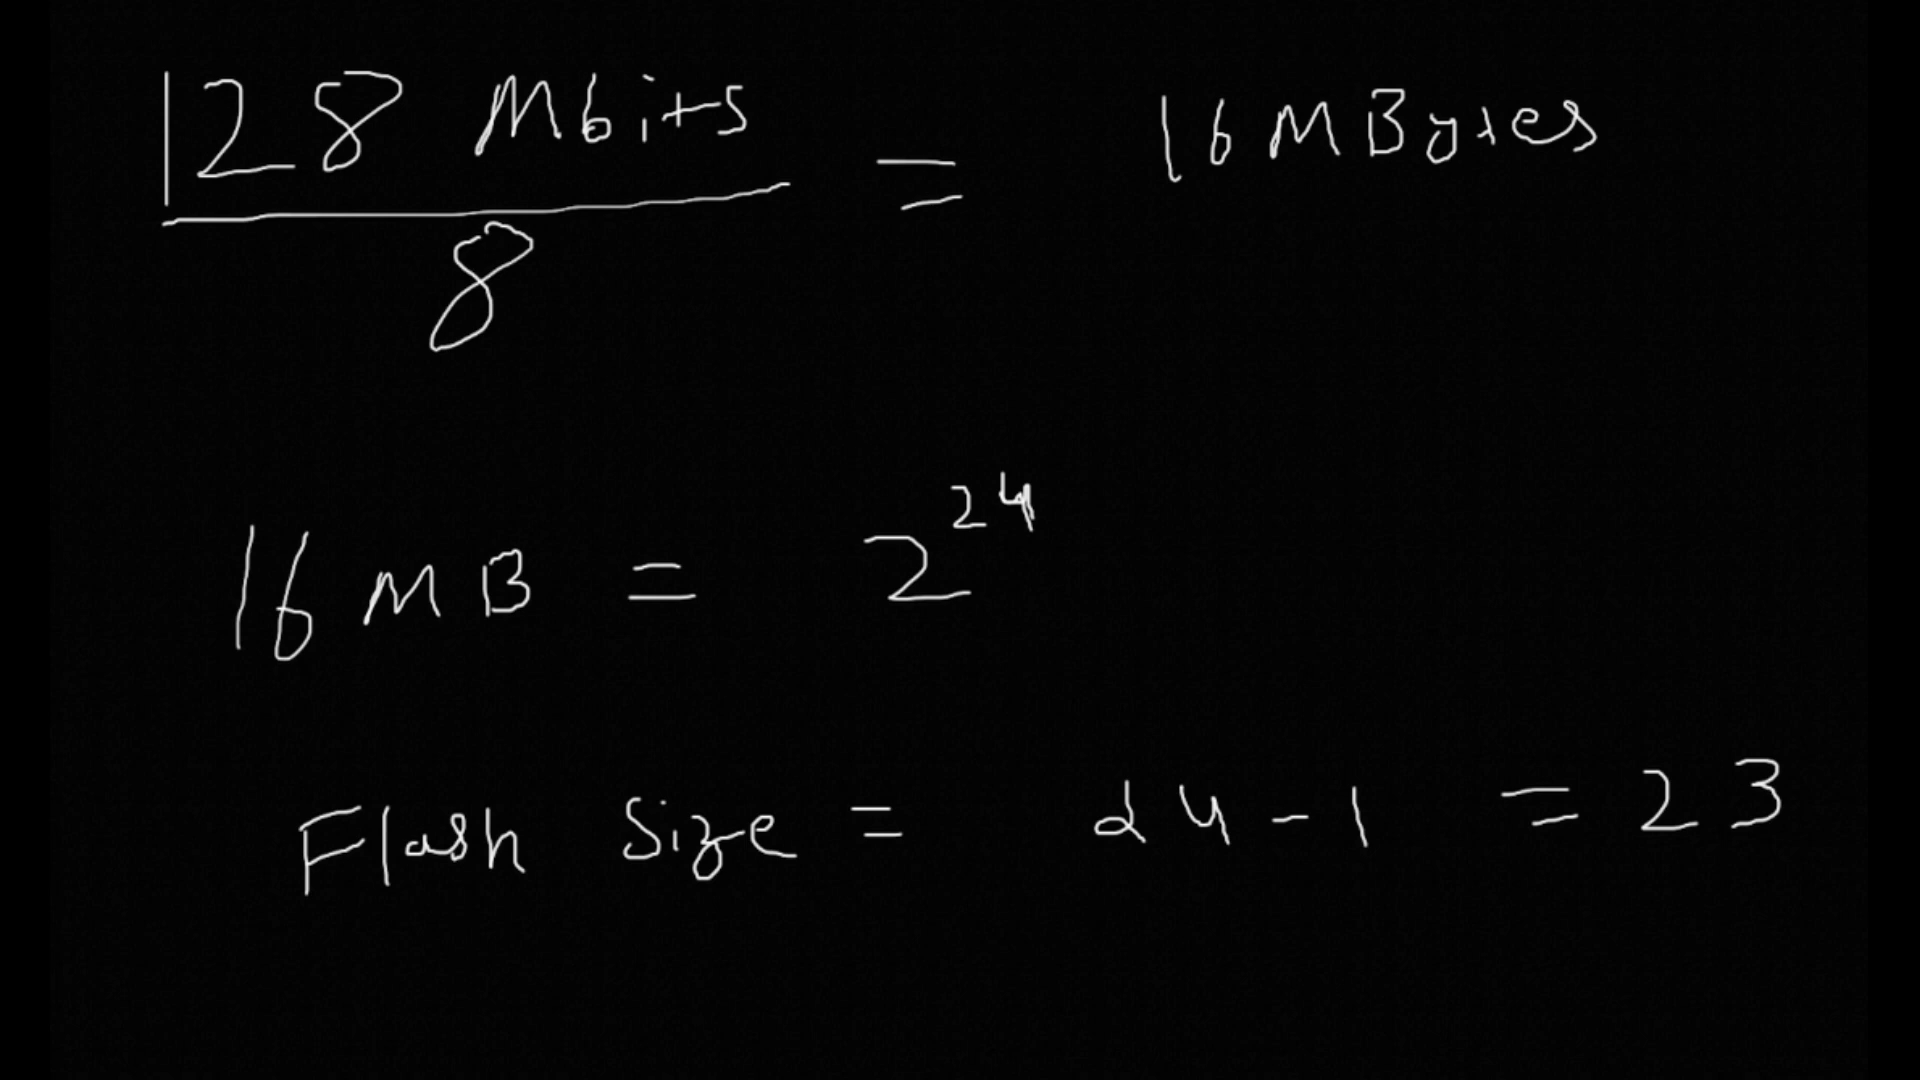 128 Mbits / 8 = 16 MBytes
16 MB = 2^24
Flash Size = 24 - 1 = 23